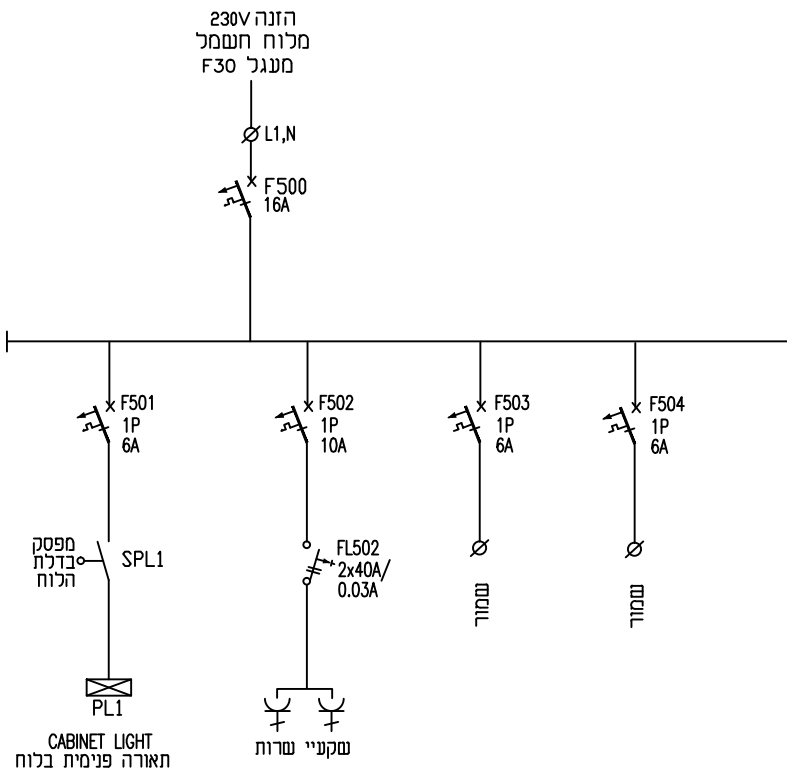 הזנה 230V
מלוח חשמל
מעגל F30
L1,N
F500
16A
F501
1P
6A
F502
1P
10A
F503
1P
6A
F504
1P
6A
מפסק
בדלת
הלוח
SPL1
FL502
2x40A/
0.03A
שמור
שמור
PL1
CABINET LIGHT
תאורה פנימית בלוח
שקעיי שרות